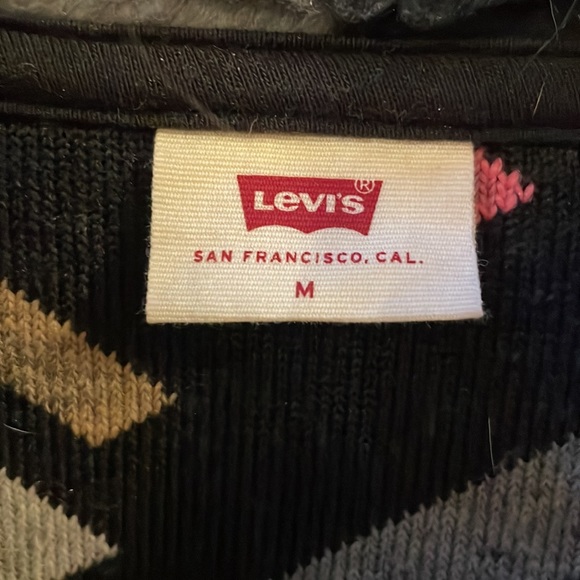 LEVI'S®
SAN FRANCISCO, CAL.
M